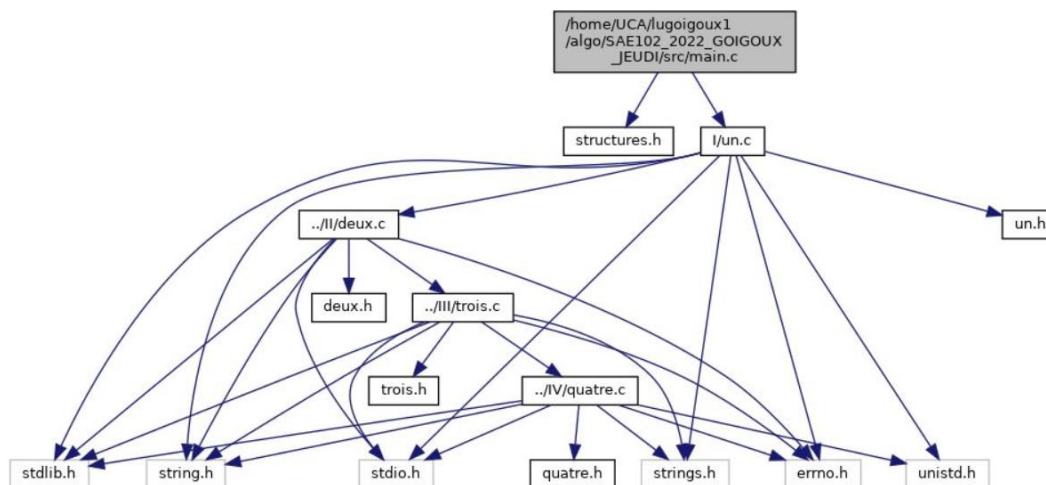 /home/UCA/lugoigoux1
/algo/SAE102_2022_GOIGOUX
_JEUDI/src/main.c
structures.h
I/un.c
../II/deux.c
un.h
deux.h
../III/trois.c
trois.h
../IV/quatre.c
stdlib.h
string.h
stdio.h
quatre.h
strings.h
errno.h
unistd.h